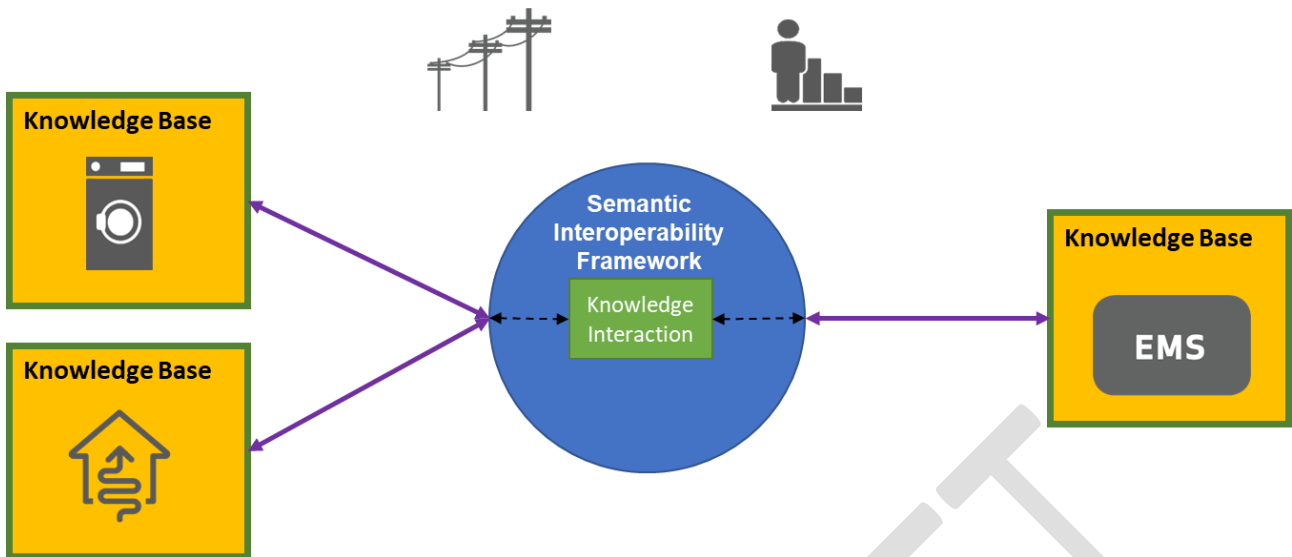 Knowledge Base
Semantic
Interoperability
Framework
Knowledge
Interaction
Knowledge Base
EMS
Knowledge Base